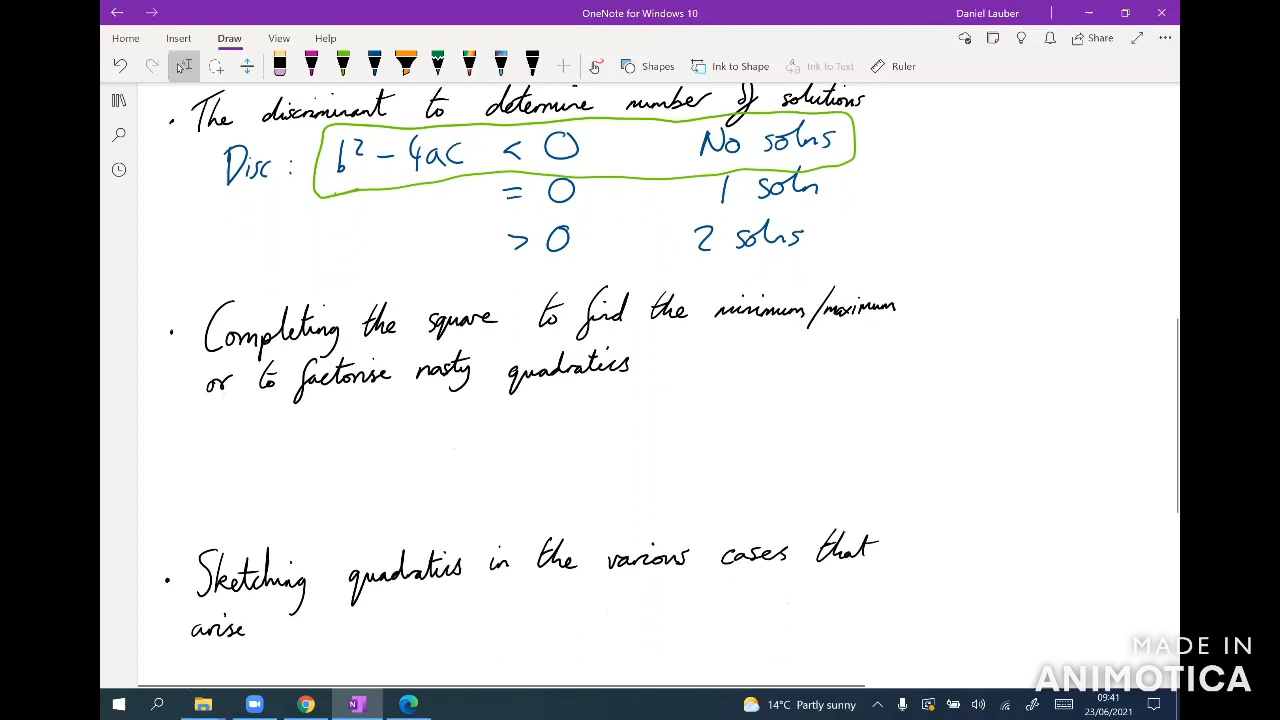 OneNote for Windows 10
Daniel Lauber
Home Insert Draw View Help
Share
Shapes
Ink to Shape
Ink to Text
Ruler
• The discriminant to determine number of solutions
Disc : b² - 4ac < 0 No solns
= 0 1 soln
> 0 2 solns
• Completing the square to find the minimum/maximum
or to factorise nasty quadratics
• Sketching quadratics in the various cases that
arise
MADE IN
ANIMOTICA
14°C Partly sunny
09:41
23/06/2021